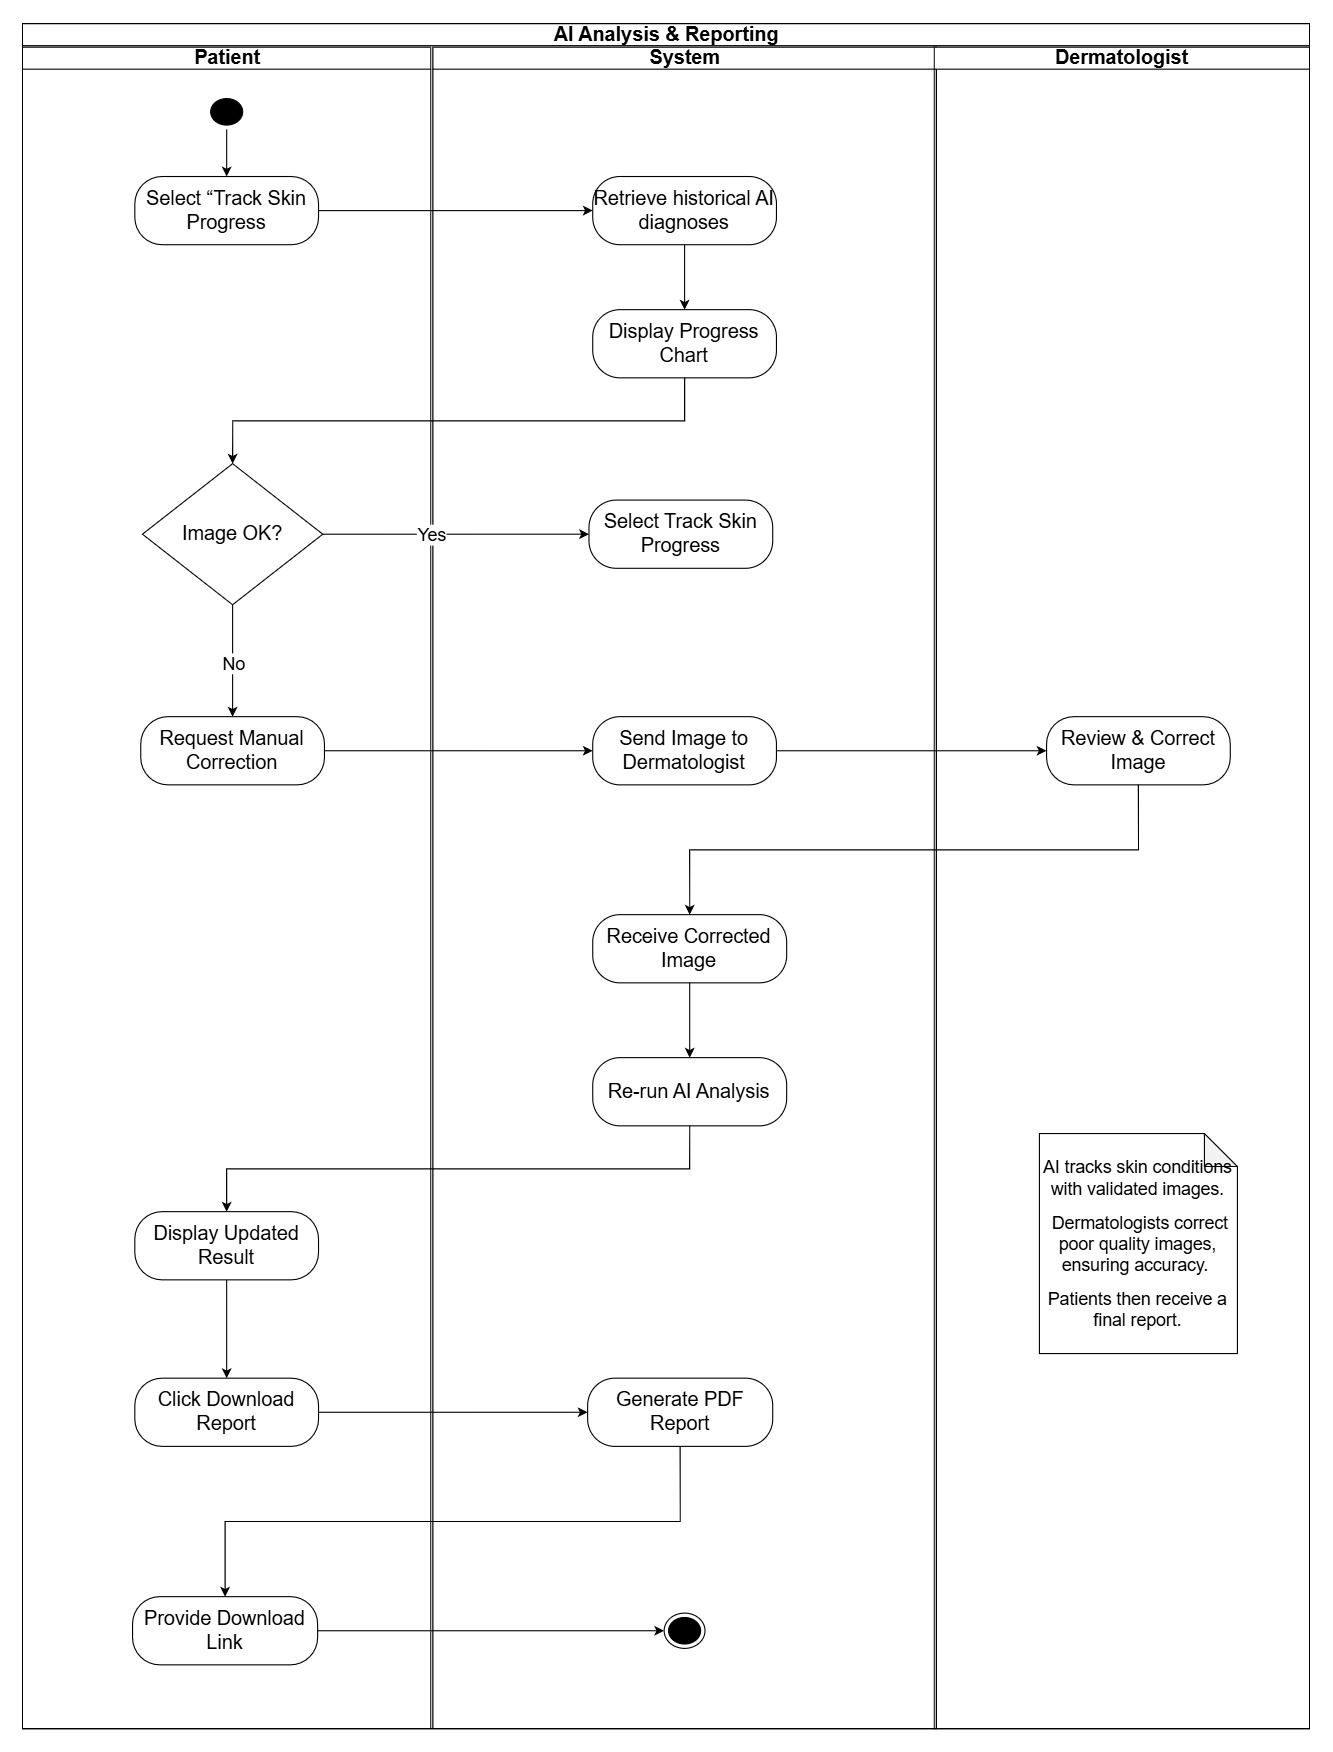 AI Analysis & Reporting
Patient
System
Dermatologist
Select “Track Skin
Progress
Retrieve historical AI
diagnoses
Display Progress
Chart
Image OK?
Yes
Select Track Skin
Progress
No
Request Manual
Correction
Send Image to
Dermatologist
Review & Correct
Image
Receive Corrected
Image
Re-run AI Analysis
AI tracks skin conditions
with validated images.
Dermatologists correct
poor quality images,
ensuring accuracy.
Patients then receive a
final report.
Display Updated
Result
Click Download
Report
Generate PDF
Report
Provide Download
Link